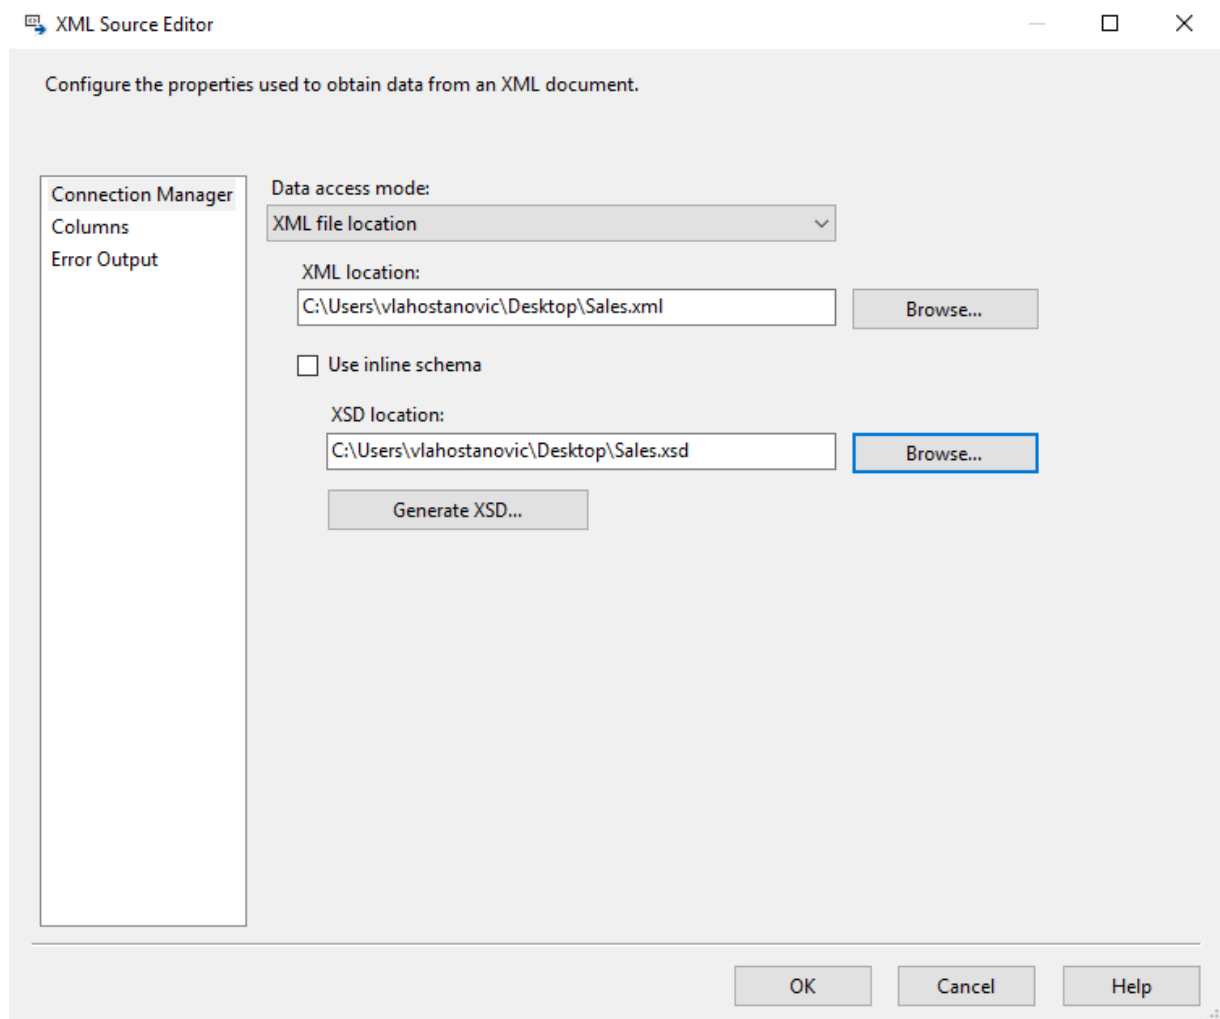 XML Source Editor
Configure the properties used to obtain data from an XML document.
Connection Manager
Columns
Error Output
Data access mode:
XML file location
XML location:
C:\Users\vlahostanovic\Desktop\Sales.xml
Browse...
Use inline schema
XSD location:
C:\Users\vlahostanovic\Desktop\Sales.xsd
Browse...
Generate XSD...
OK
Cancel
Help